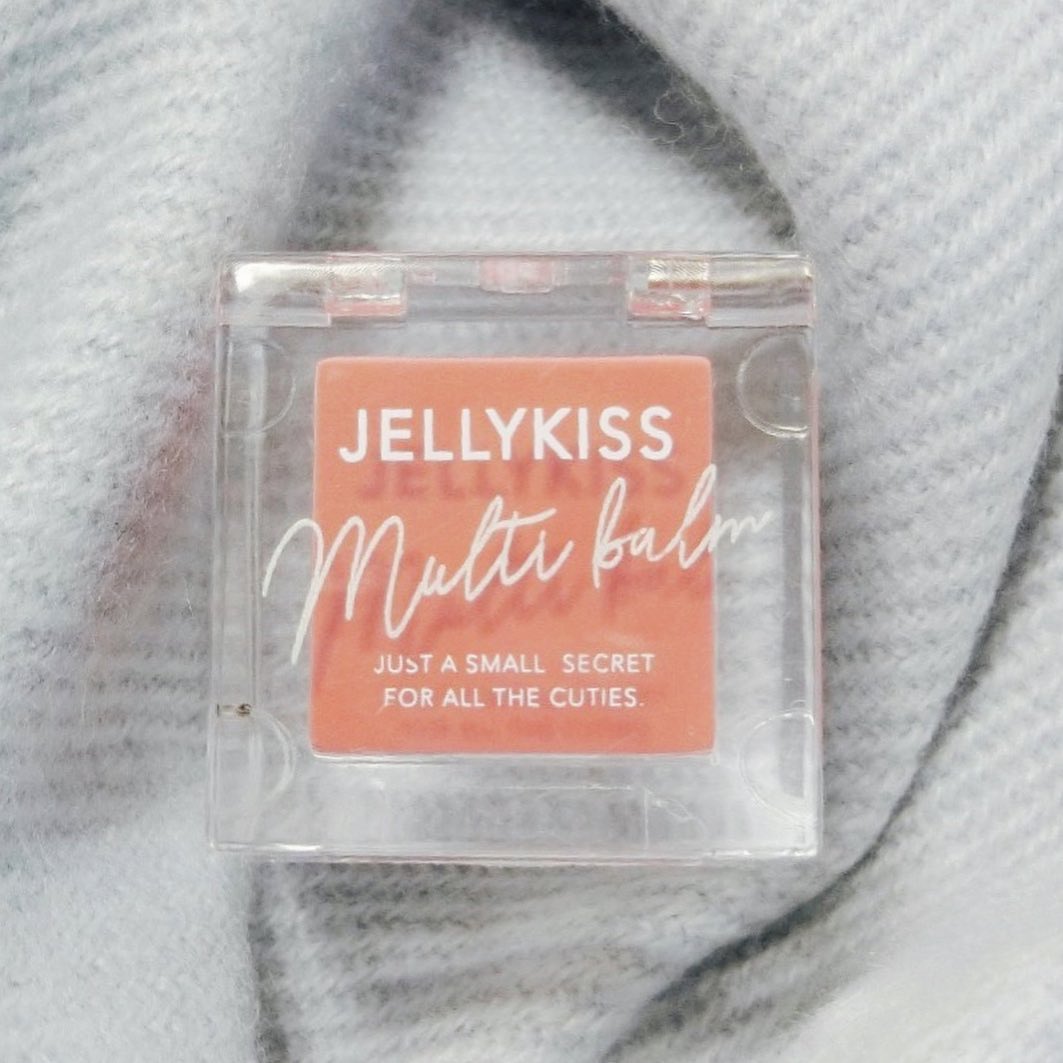 JELLYKISS
Multi balm
JUST A SMALL SECRET
FOR ALL THE CUTIES.